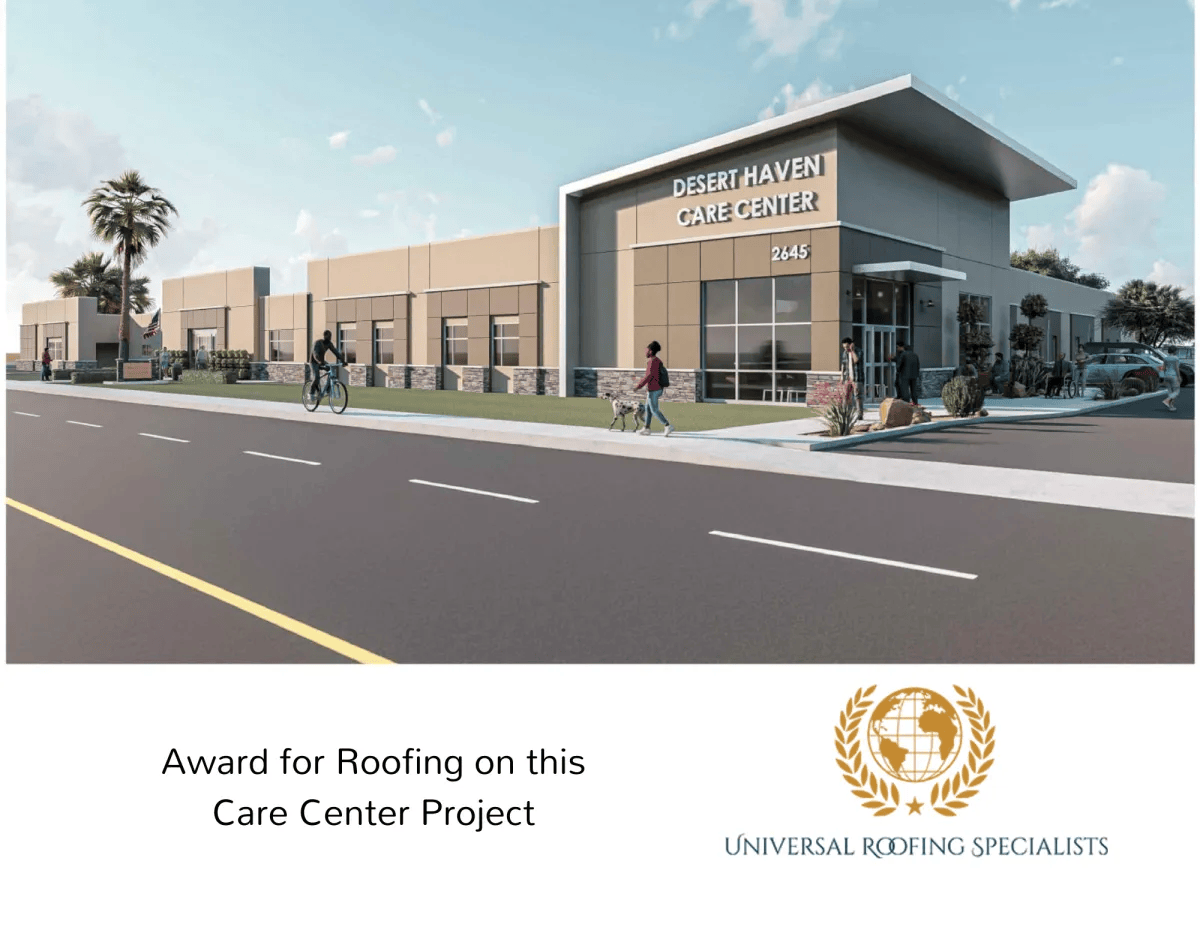 DESERT HAVEN
CARE CENTER
2645
Award for Roofing on this
Care Center Project
UNIVERSAL ROOFING SPECIALISTS